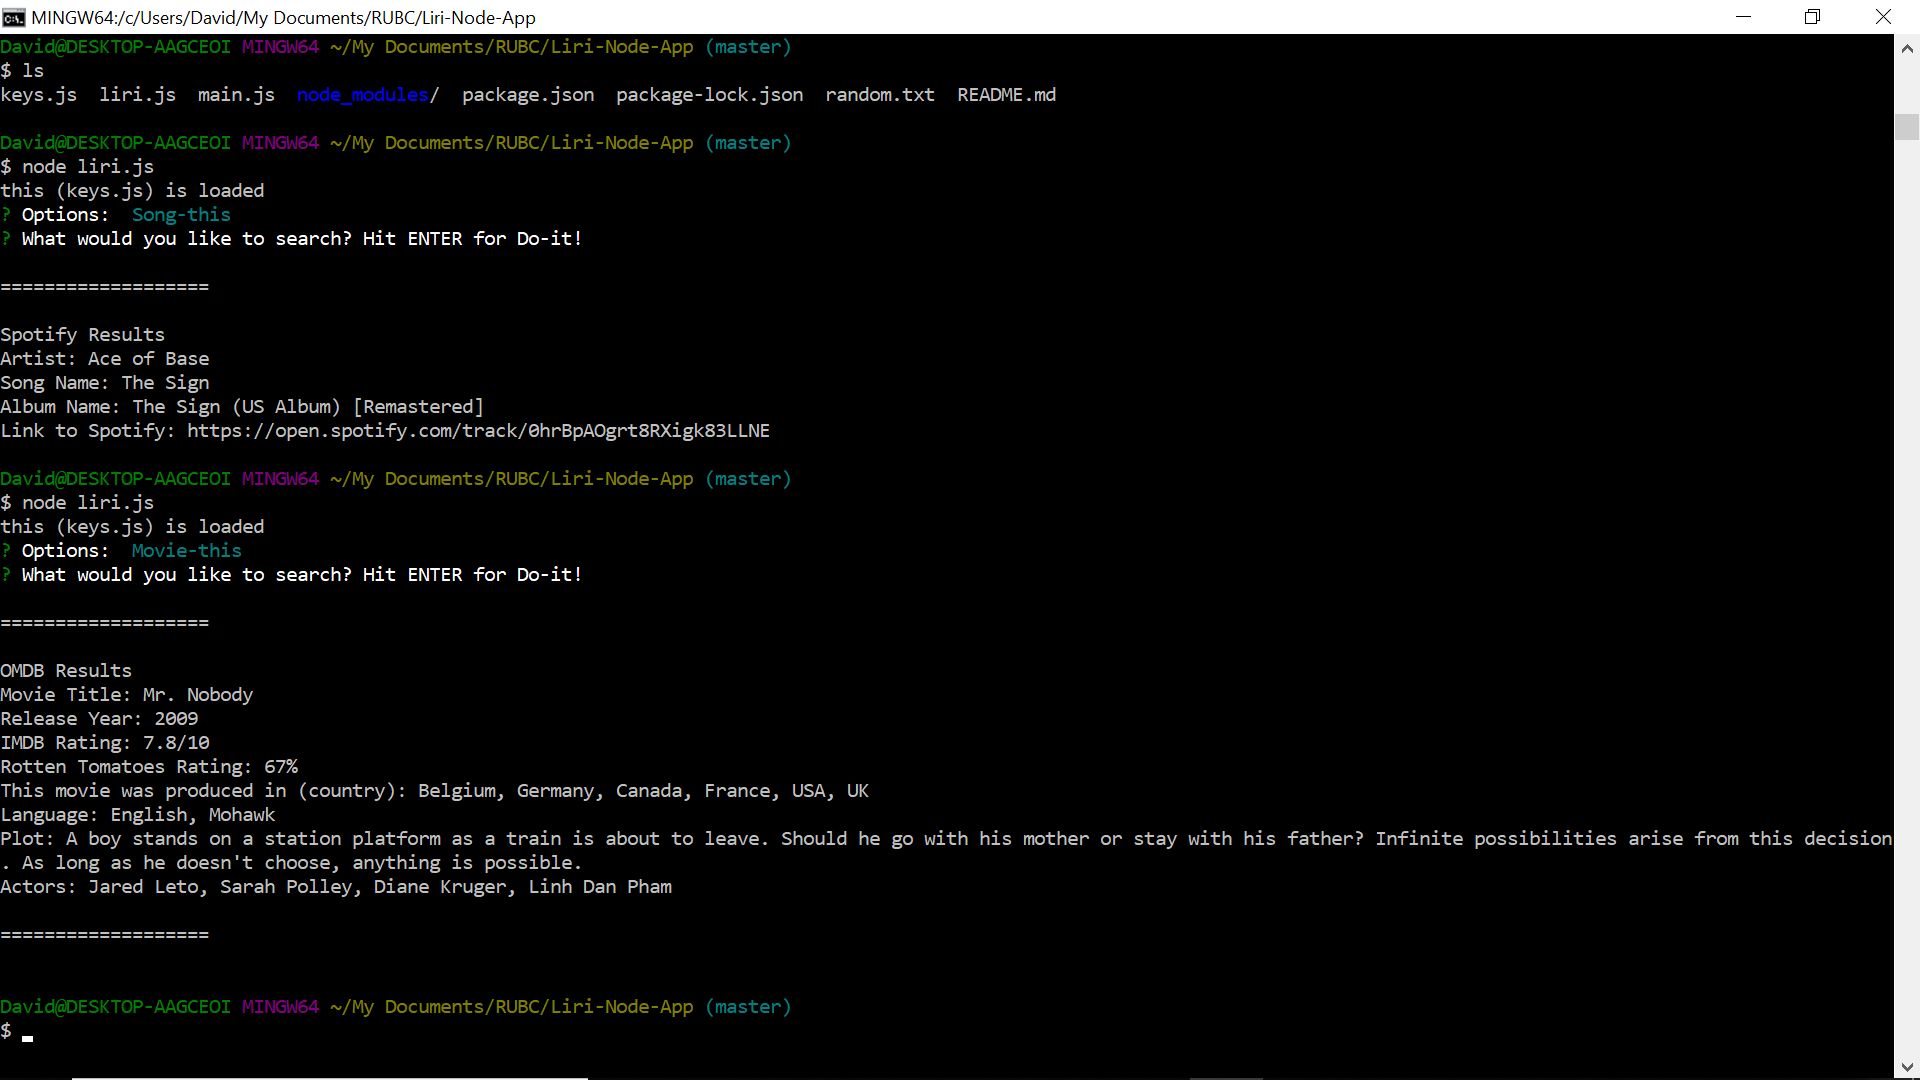 MINGW64:/c/Users/David/My Documents/RUBC/Liri-Node-App
David@DESKTOP-AAGCEOI MINGW64 ~/My Documents/RUBC/Liri-Node-App (master)
$ ls
keys.js  liri.js  main.js  node_modules/  package.json  package-lock.json  random.txt  README.md
David@DESKTOP-AAGCEOI MINGW64 ~/My Documents/RUBC/Liri-Node-App (master)
$ node liri.js
this (keys.js) is loaded
? Options:  Song-this
? What would you like to search? Hit ENTER for Do-it!
===================
Spotify Results
Artist: Ace of Base
Song Name: The Sign
Album Name: The Sign (US Album) [Remastered]
Link to Spotify: https://open.spotify.com/track/0hrBpAOgrt8RXigk83LLNE
David@DESKTOP-AAGCEOI MINGW64 ~/My Documents/RUBC/Liri-Node-App (master)
$ node liri.js
this (keys.js) is loaded
? Options:  Movie-this
? What would you like to search? Hit ENTER for Do-it!
===================
OMDB Results
Movie Title: Mr. Nobody
Release Year: 2009
IMDB Rating: 7.8/10
Rotten Tomatoes Rating: 67%
This movie was produced in (country): Belgium, Germany, Canada, France, USA, UK
Language: English, Mohawk
Plot: A boy stands on a station platform as a train is about to leave. Should he go with his mother or stay with his father? Infinite possibilities arise from this decision
. As long as he doesn't choose, anything is possible.
Actors: Jared Leto, Sarah Polley, Diane Kruger, Linh Dan Pham
===================
David@DESKTOP-AAGCEOI MINGW64 ~/My Documents/RUBC/Liri-Node-App (master)
$